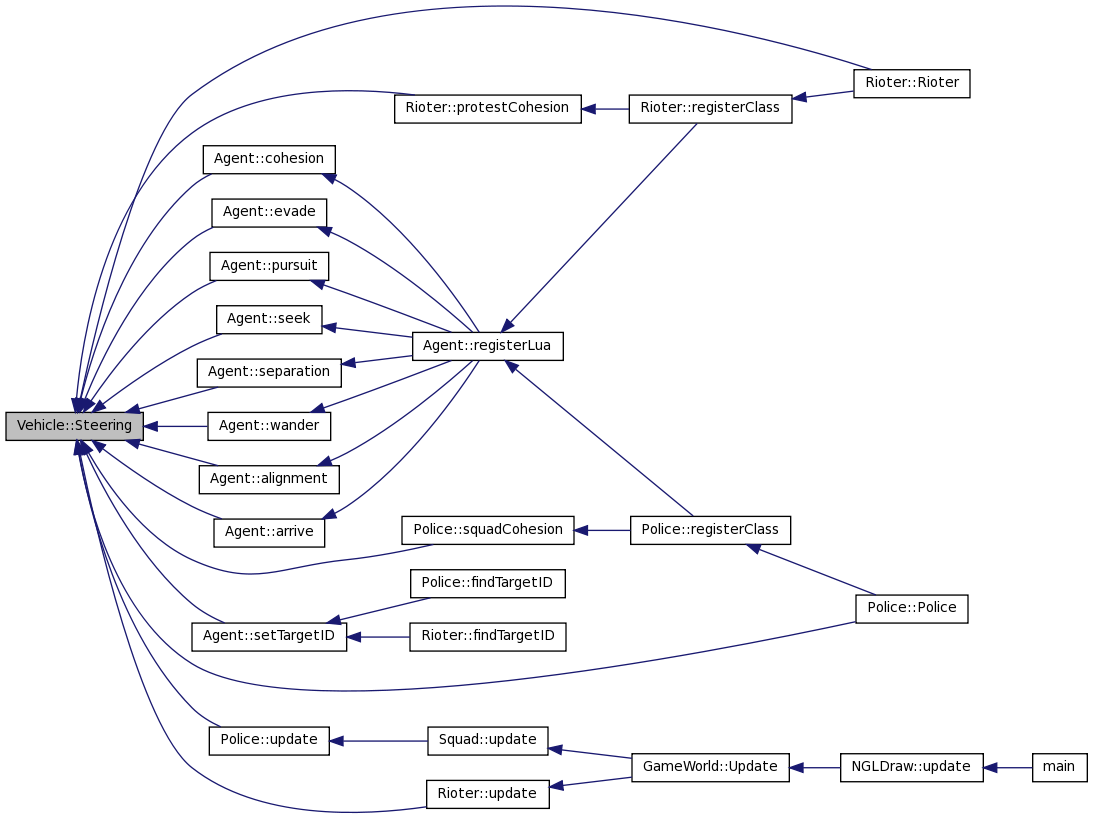 Rioter::Rioter
Rioter::protestCohesion
Rioter::registerClass
Agent::cohesion
Agent::evade
Agent::pursuit
Agent::seek
Agent::registerLua
Agent::separation
Vehicle::Steering
Agent::wander
Agent::alignment
Agent::arrive
Police::squadCohesion
Police::registerClass
Police::findTargetID
Police::Police
Agent::setTargetID
Rioter::findTargetID
Police::update
Squad::update
GameWorld::Update
NGLDraw::update
main
Rioter::update